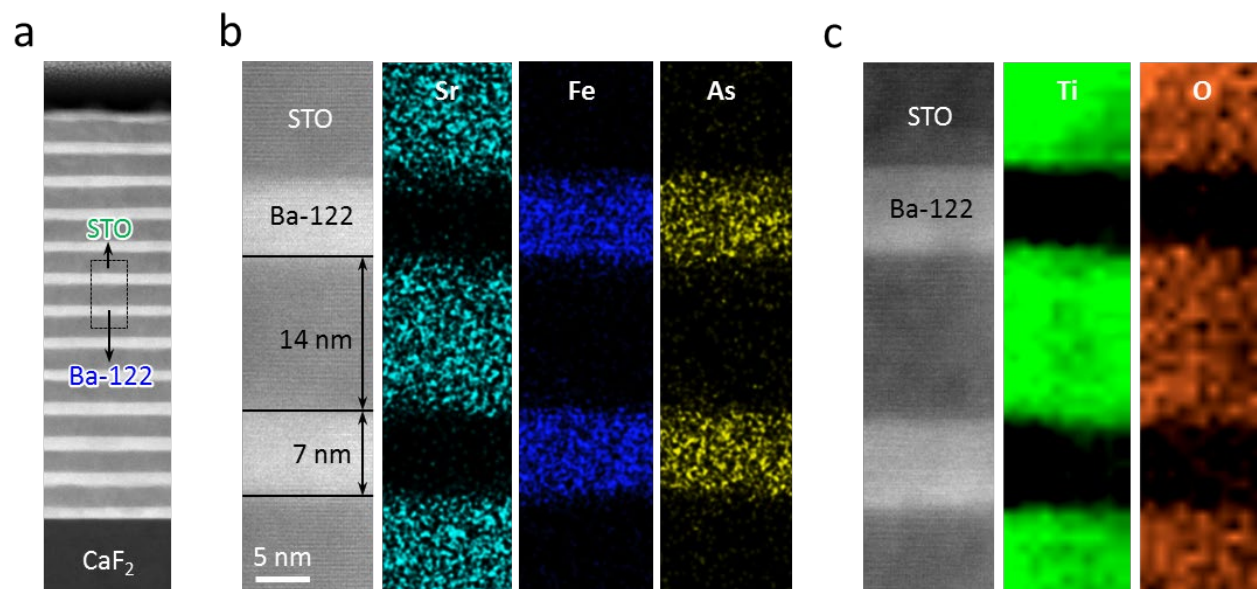 a
b
c
STO
Ba-122
CaF₂
STO
Ba-122
14 nm
7 nm
5 nm
Sr
Fe
As
STO
Ba-122
Ti
O